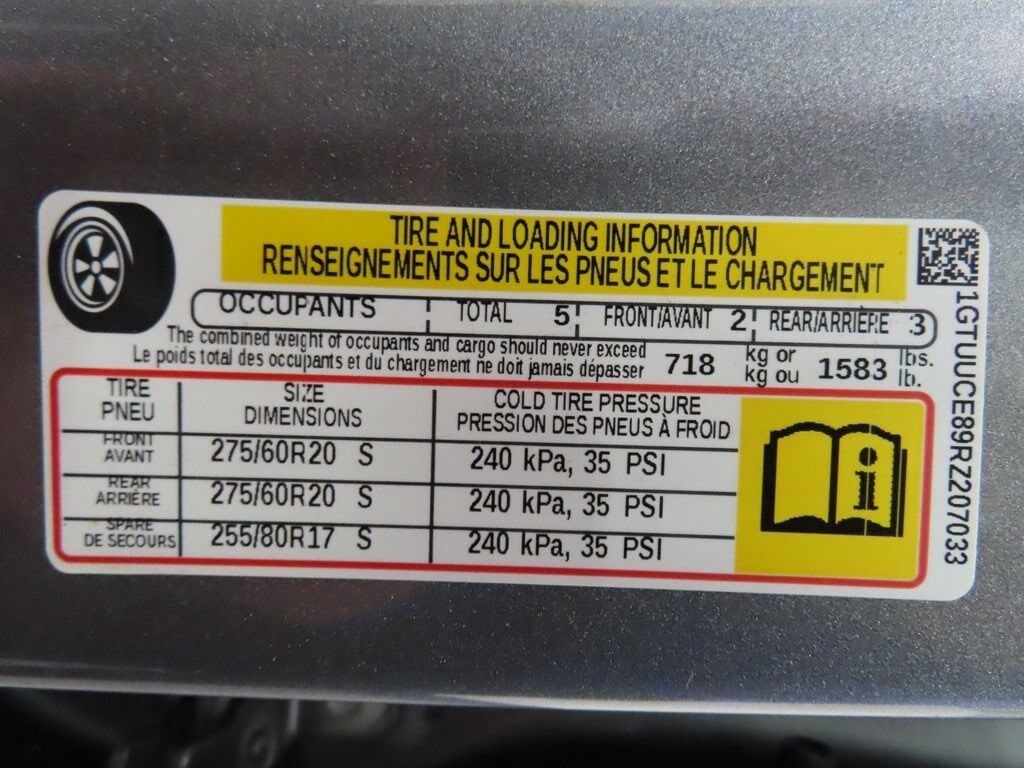 TIRE AND LOADING INFORMATION
RENSEIGNEMENTS SUR LES PNEUS ET LE CHARGEMENT
OCCUPANTS TOTAL 5 FRONT/AVANT 2 REAR/ARRIÈRE 3
The combined weight of occupants and cargo should never exceed 718 kg or 1583 lbs.
Le poids total des occupants et du chargement ne doit jamais dépasser kg ou lb.
TIRE SIZE COLD TIRE PRESSURE
PNEU DIMENSIONS PRESSION DES PNEUS À FROID
FRONT
AVANT 275/60R20 S 240 kPa, 35 PSI
REAR
ARRIÈRE 275/60R20 S 240 kPa, 35 PSI
SPARE
DE SECOURS 255/80R17 S 240 kPa, 35 PSI
i
1GTUUCE89RZ207033